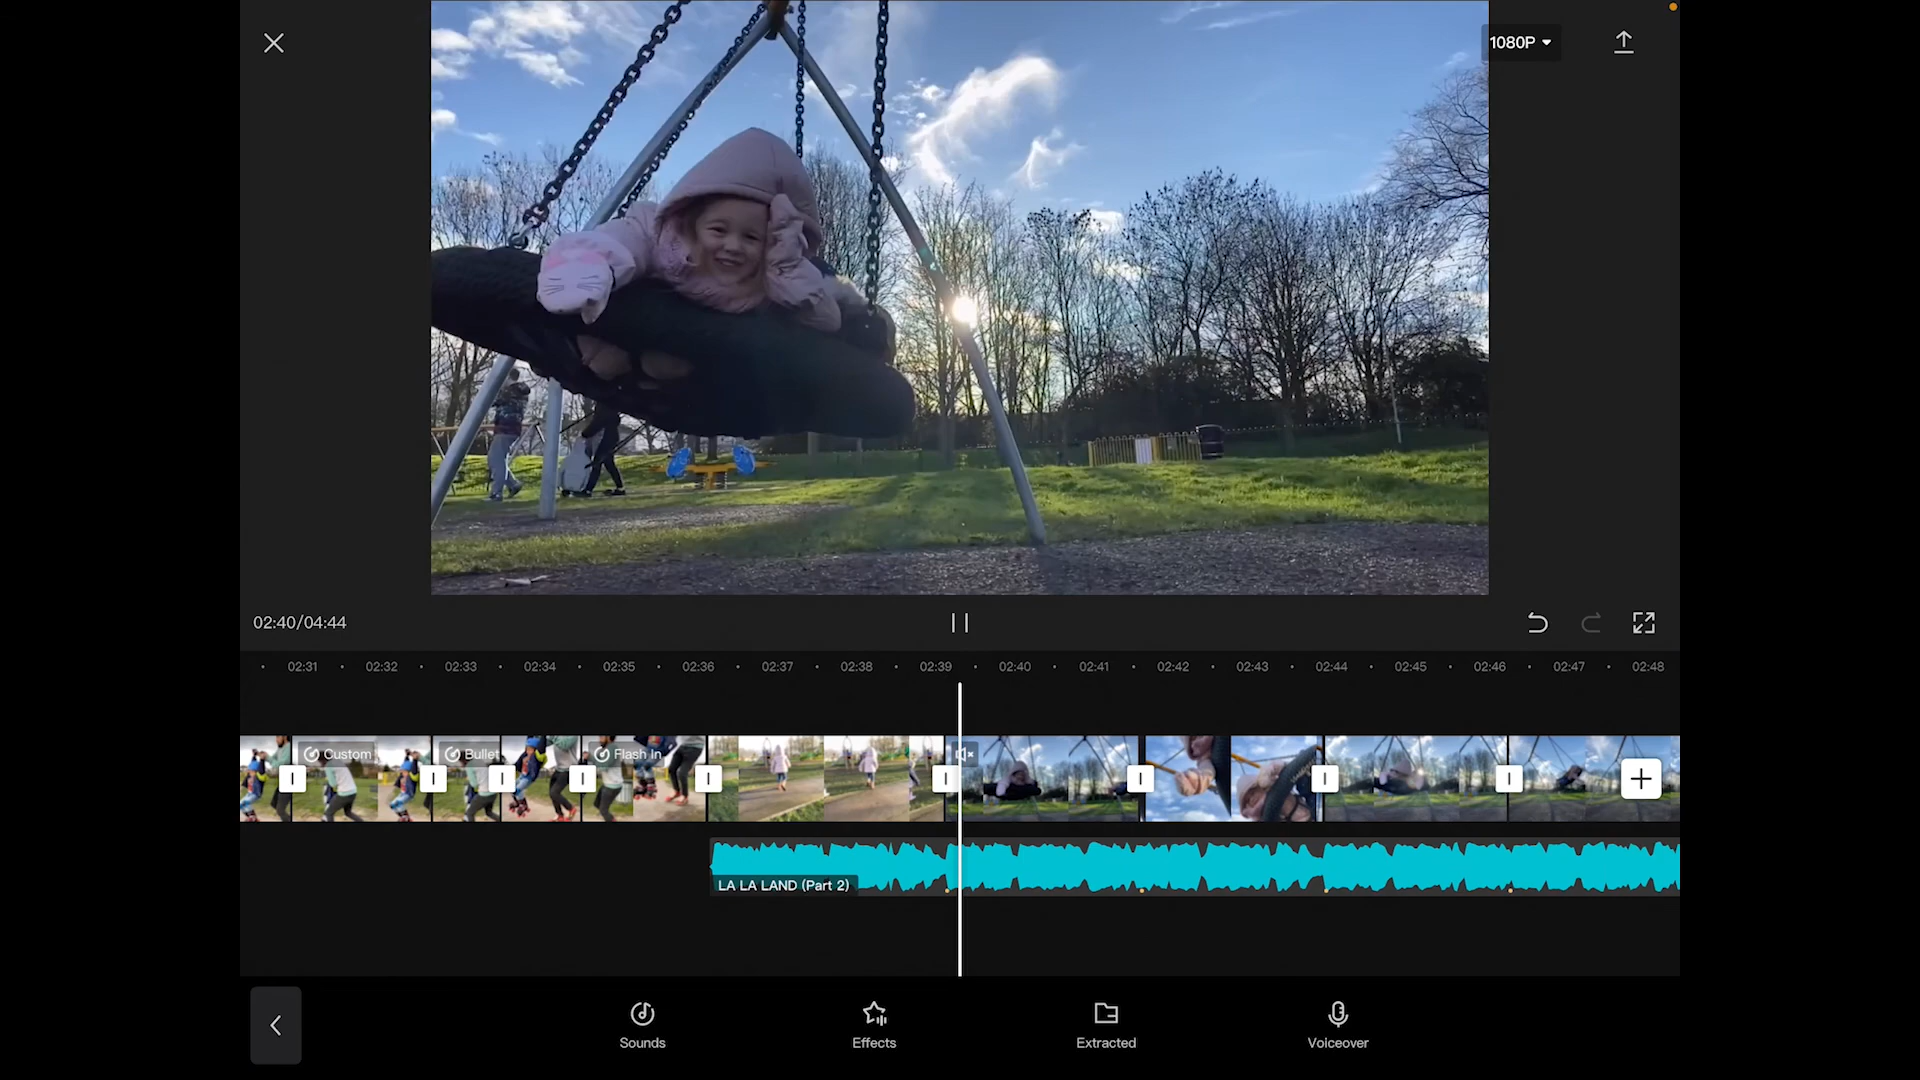 1080P
02:40/04:44
02:31 02:32 02:33 02:34 02:35 02:36 02:37 02:38 02:39 02:40 02:41 02:42 02:43 02:44 02:45 02:46 02:47 02:48
Custom Bullet Flash In
LA LA LAND (Part 2)
Sounds Effects Extracted Voiceover